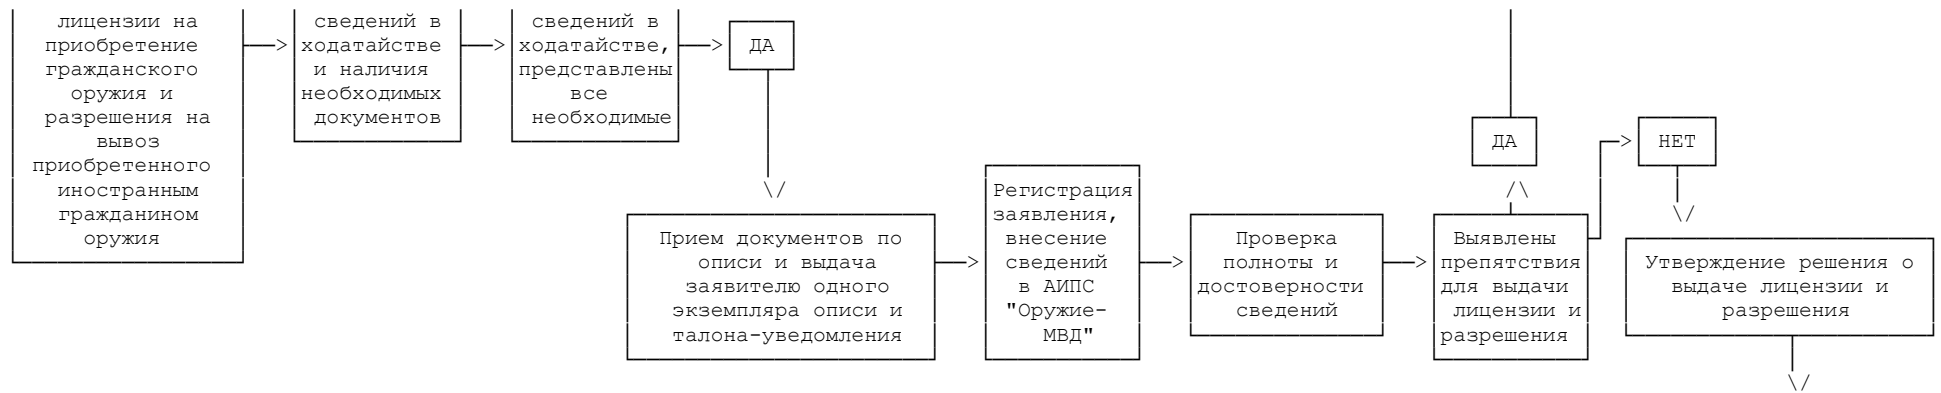 лицензии на
приобретение
гражданского
оружия и
разрешения на
вывоз
приобретенного
иностранным
гражданином
оружия
сведений в
ходатайстве
и наличия
необходимых
документов
сведений в
ходатайстве,
представлены
все
необходимые
ДА
Прием документов по
описи и выдача
заявителю одного
экземпляра описи и
талона-уведомления
Регистрация
заявления,
внесение
сведений
в АИПС
"Оружие-
МВД"
Проверка
полноты и
достоверности
сведений
Выявлены
препятствия
для выдачи
лицензии и
разрешения
ДА
НЕТ
Утверждение решения о
выдаче лицензии и
разрешения